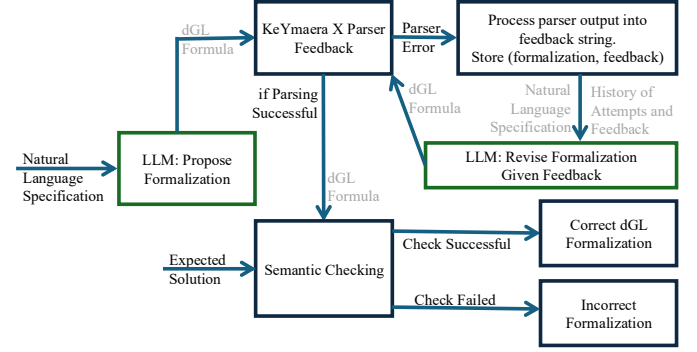 dGL
Formula
KeYmaera X Parser
Feedback
Parser
Error
Process parser output into
feedback string.
Store (formalization, feedback)
if Parsing
Successful
dGL
Formula
Natural
Language
Specification
History of
Attempts and
Feedback
Natural
Language
Specification
LLM: Propose
Formalization
LLM: Revise Formalization
Given Feedback
dGL
Formula
Expected
Solution
Semantic Checking
Check Successful
Correct dGL
Formalization
Check Failed
Incorrect
Formalization